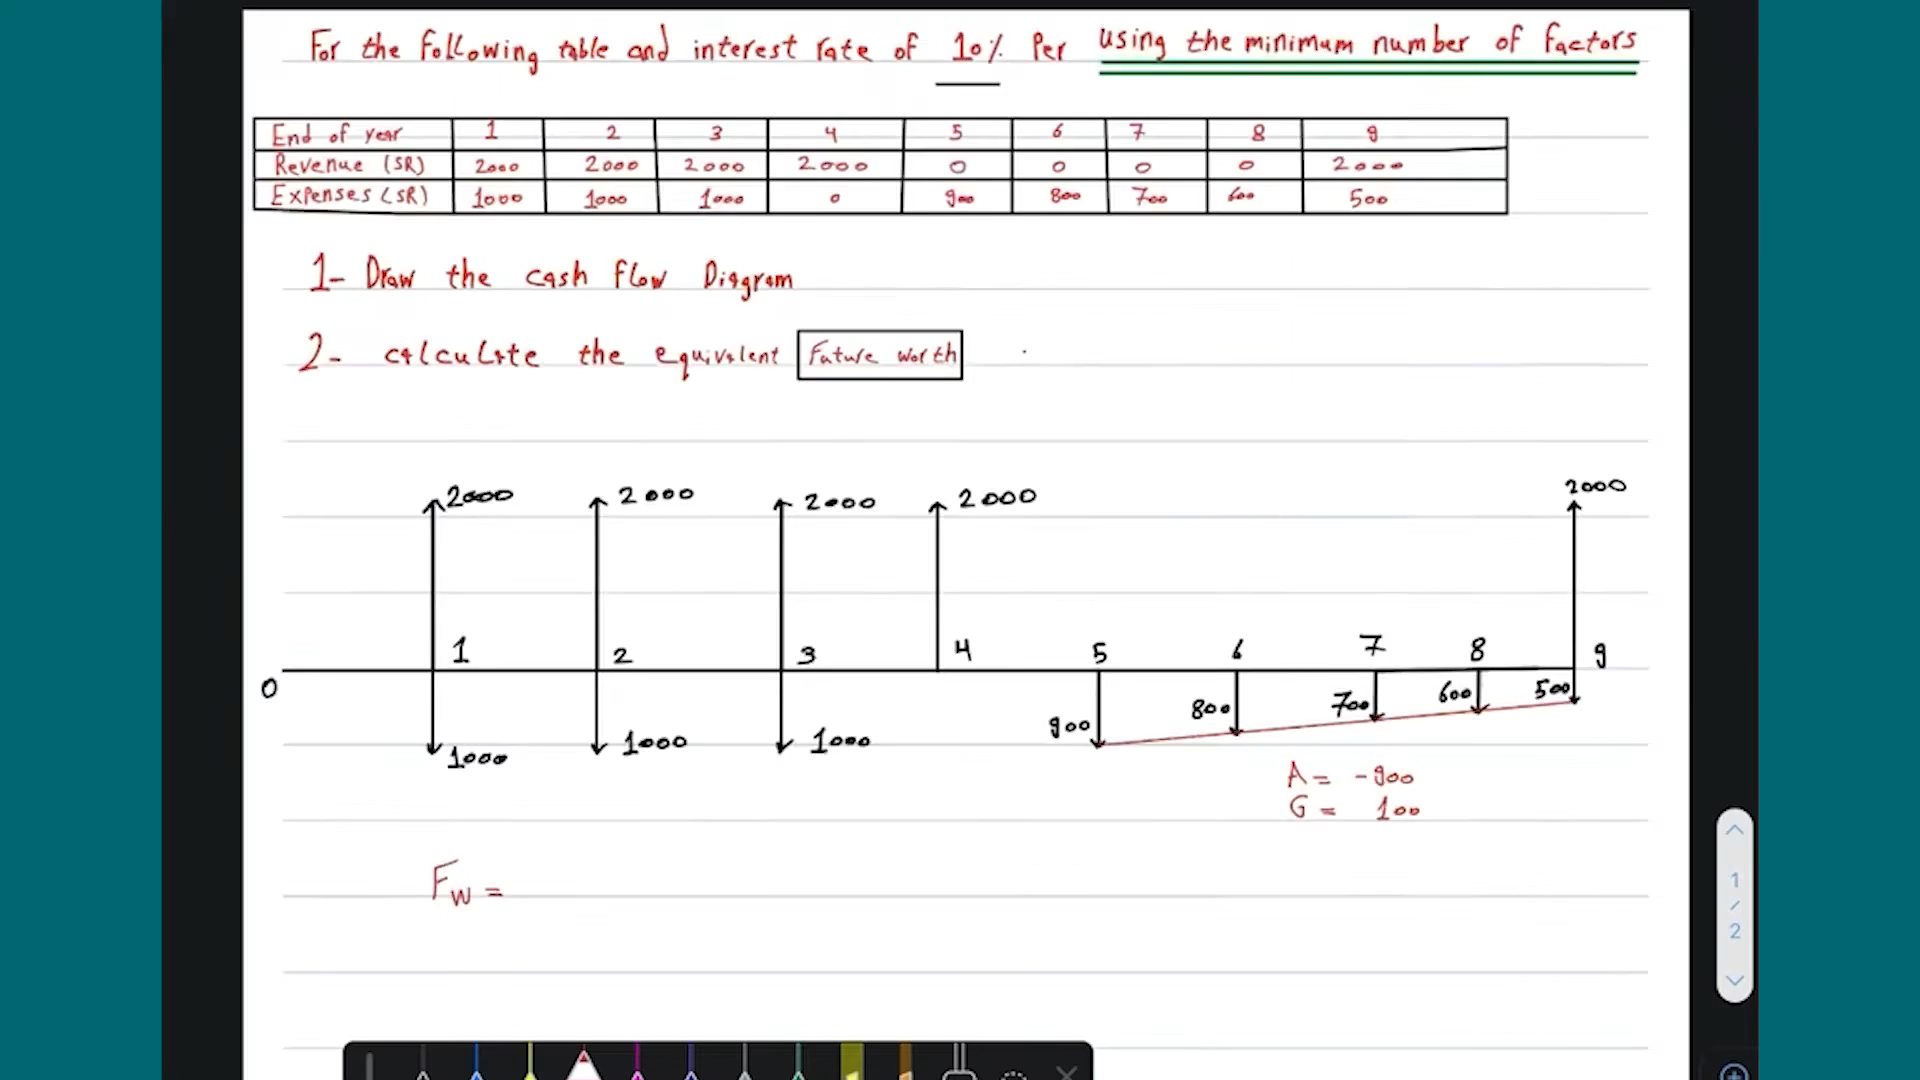 For the Following table and interest rate of 10% Per using the minimum number of factors
End of year 1 2 3 4 5 6 7 8 9
Revenue (SR) 2000 2000 2000 2000 0 0 0 0 2000
Expenses (SR) 1000 1000 1000 0 900 800 700 600 500
1- Draw the cash flow Diagram
2- calculate the equivalent Future worth
2000 2000 2000 2000 2000
1 2 3 4 5 6 7 8 9
0
1000 1000 1000 900 800 700 600 500
A = -900
G = 100
Fw =
1
/
2